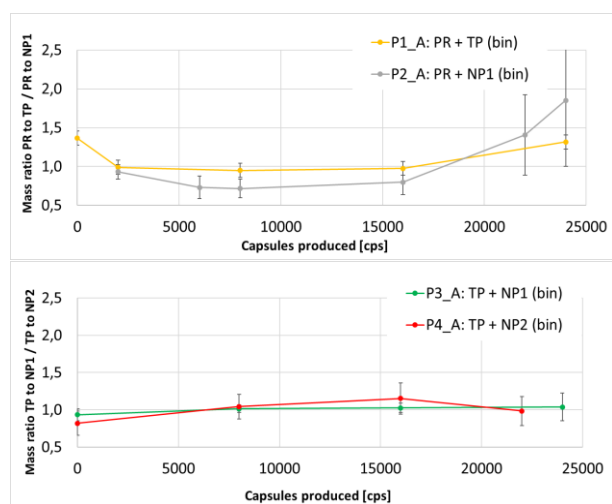 Mass ratio PR to TP / PR to NP1
2,5
2,0
1,5
1,0
0,5
P1_A: PR + TP (bin)
P2_A: PR + NP1 (bin)
0 5000 10000 15000 20000 25000
Capsules produced [cps]
Mass ratio TP to NP1 / TP to NP2
2,5
2,0
1,5
1,0
0,5
P3_A: TP + NP1 (bin)
P4_A: TP + NP2 (bin)
0 5000 10000 15000 20000 25000
Capsules produced [cps]